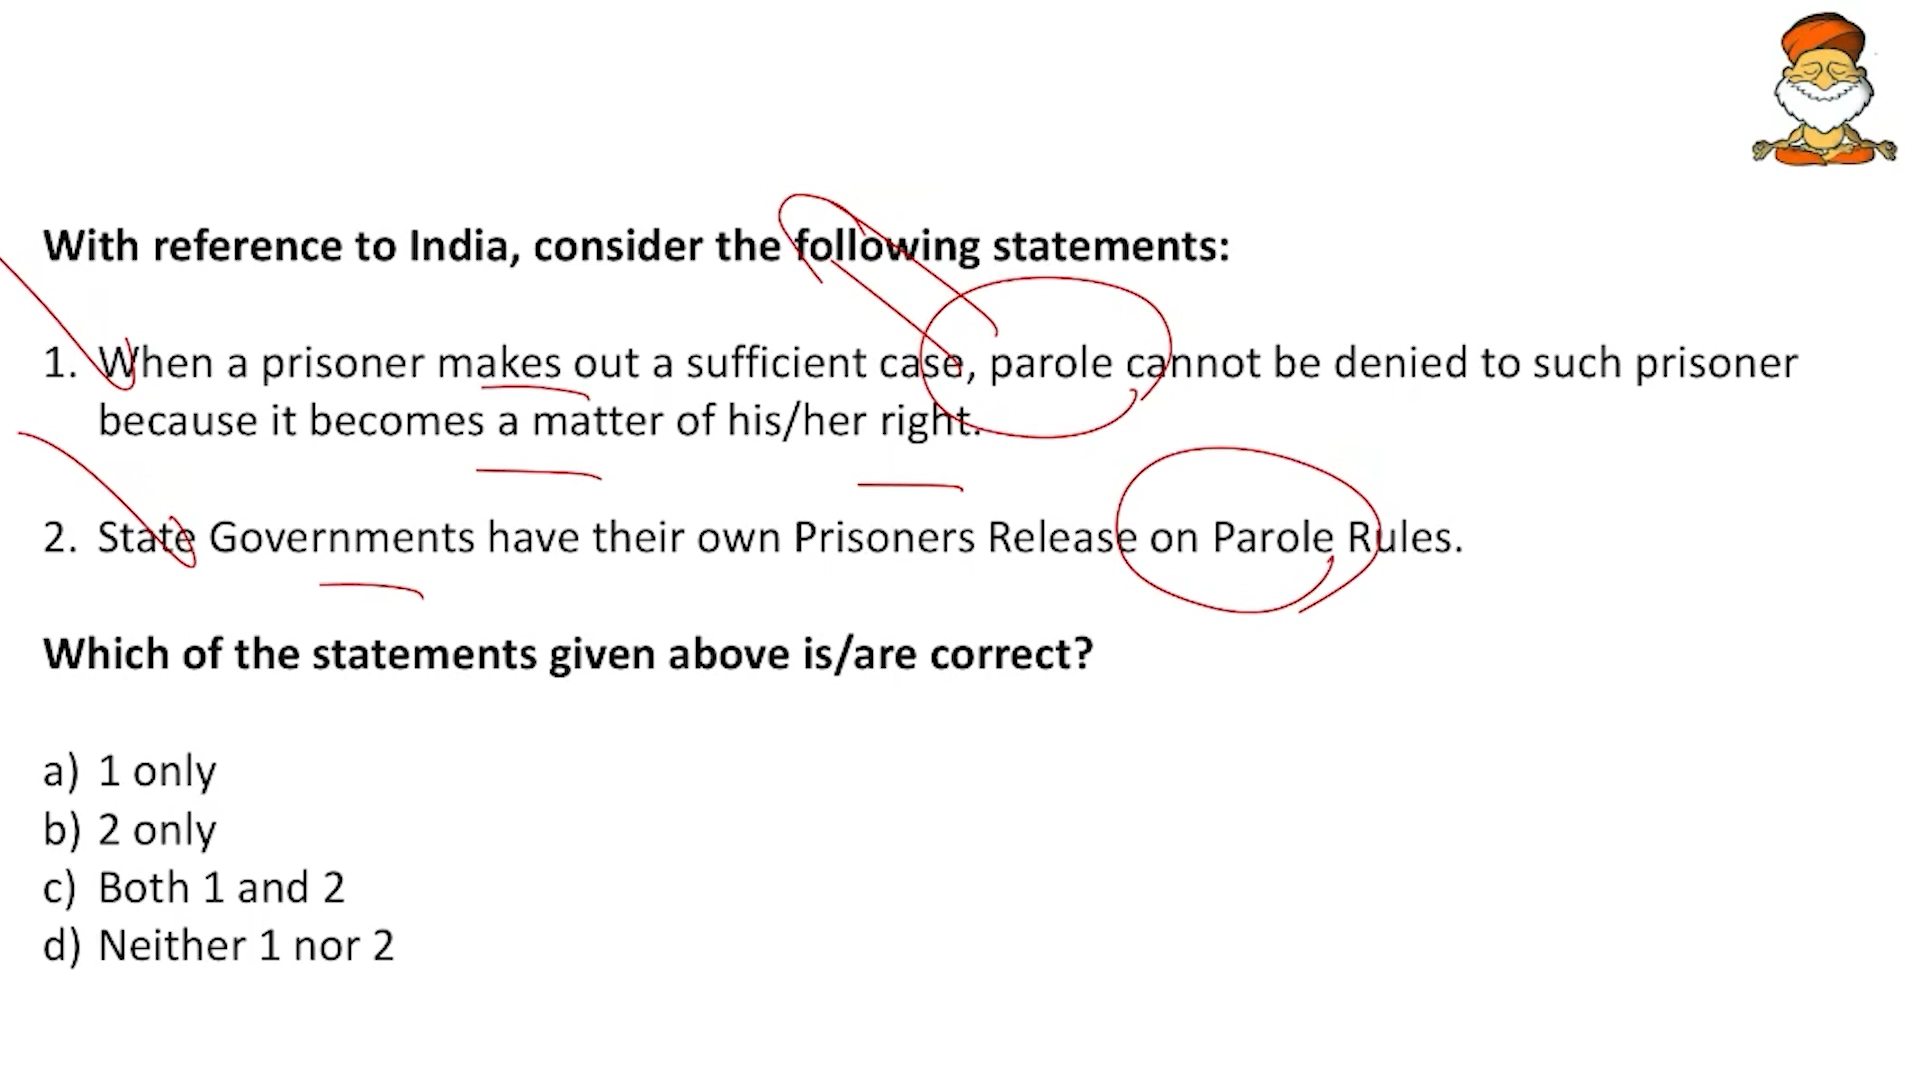 With reference to India, consider the following statements:
1. When a prisoner makes out a sufficient case, parole cannot be denied to such prisoner
because it becomes a matter of his/her right.
2. State Governments have their own Prisoners Release on Parole Rules.
Which of the statements given above is/are correct?
a) 1 only
b) 2 only
c) Both 1 and 2
d) Neither 1 nor 2